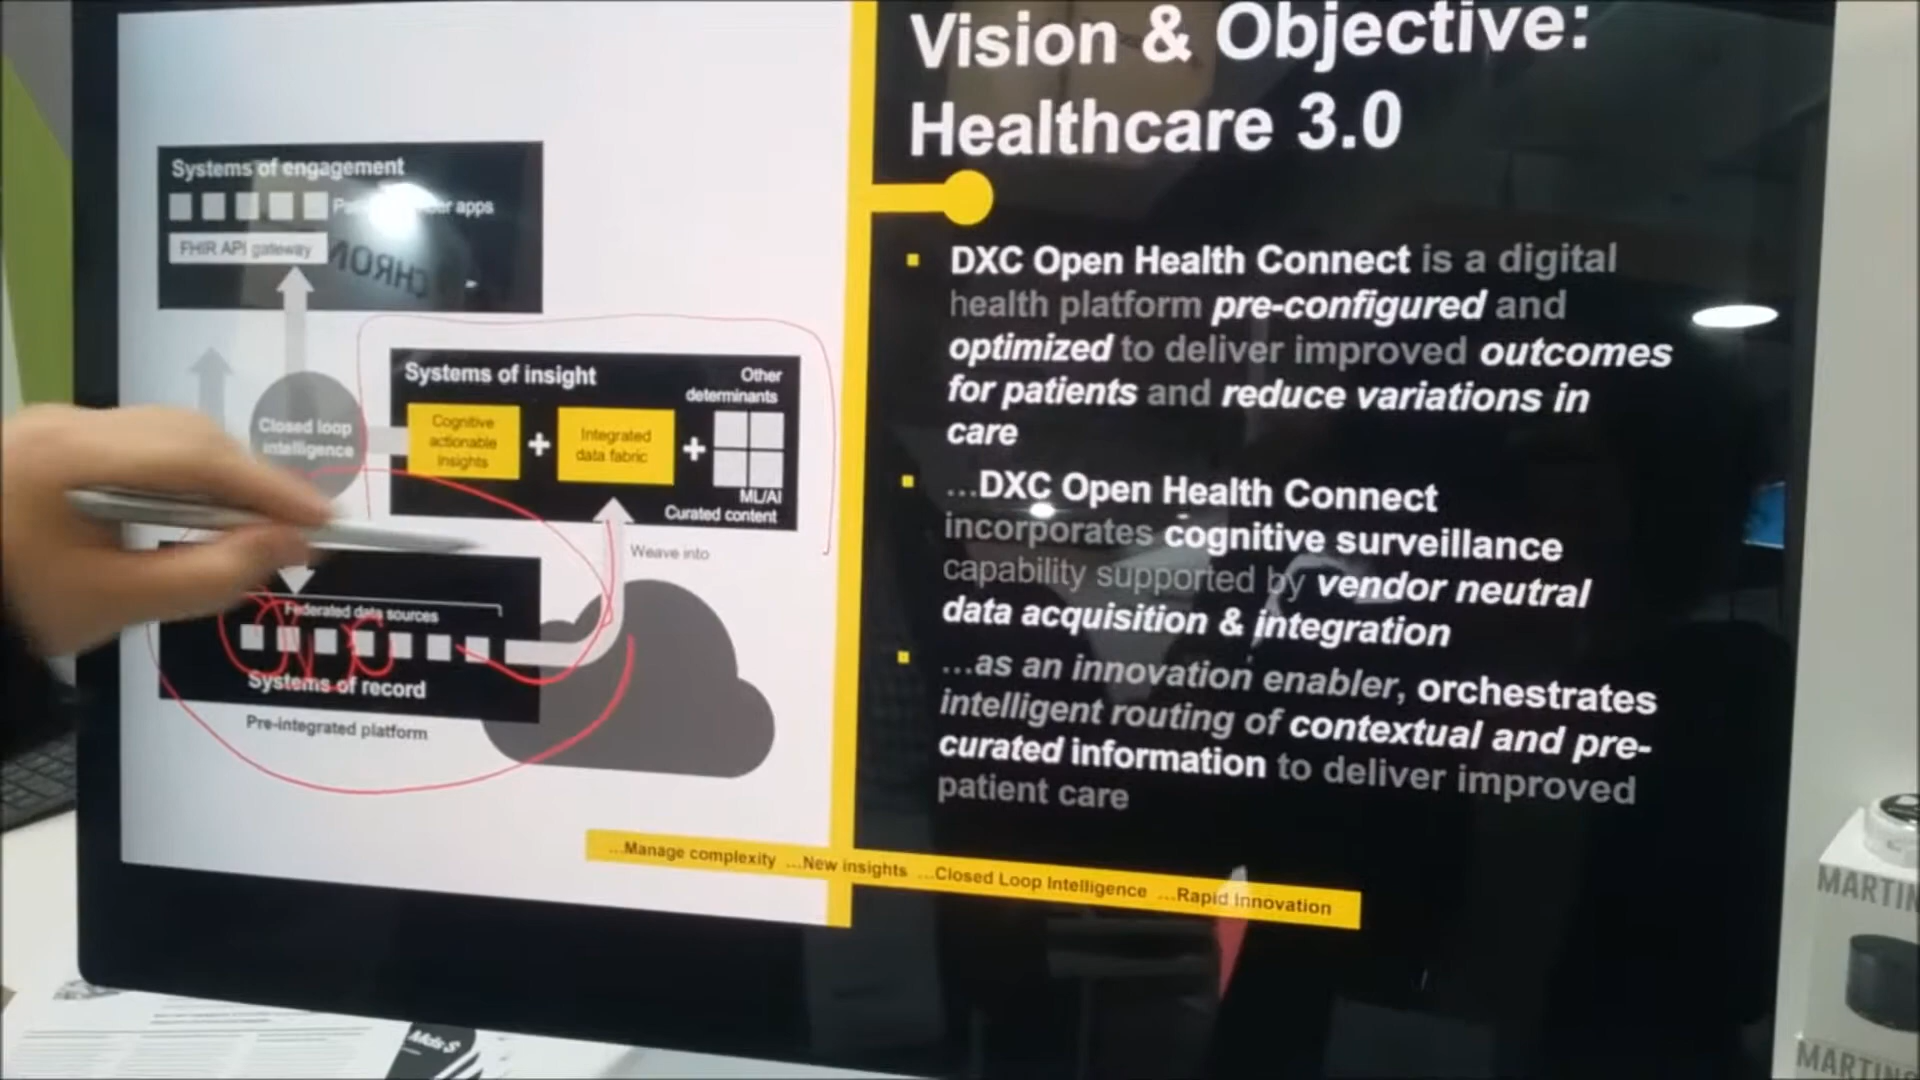 Vision & Objective:
Healthcare 3.0
Systems of engagement
apps
FHIR API gateway
Closed loop
intelligence
Systems of insight
Other
determinants
Cognitive
actionable
insights
+
Integrated
data fabric
+
ML/AI
Curated content
Weave into
Federated data sources
Systems of record
Pre-integrated platform
DXC Open Health Connect is a digital
health platform pre-configured and
optimized to deliver improved outcomes
for patients and reduce variations in
care
...DXC Open Health Connect
incorporates cognitive surveillance
capability supported by vendor neutral
data acquisition & integration
...as an innovation enabler, orchestrates
intelligent routing of contextual and pre-
curated information to deliver improved
patient care
...Manage complexity ...New insights ...Closed Loop Intelligence ...Rapid Innovation
MARTIN
MARTIN